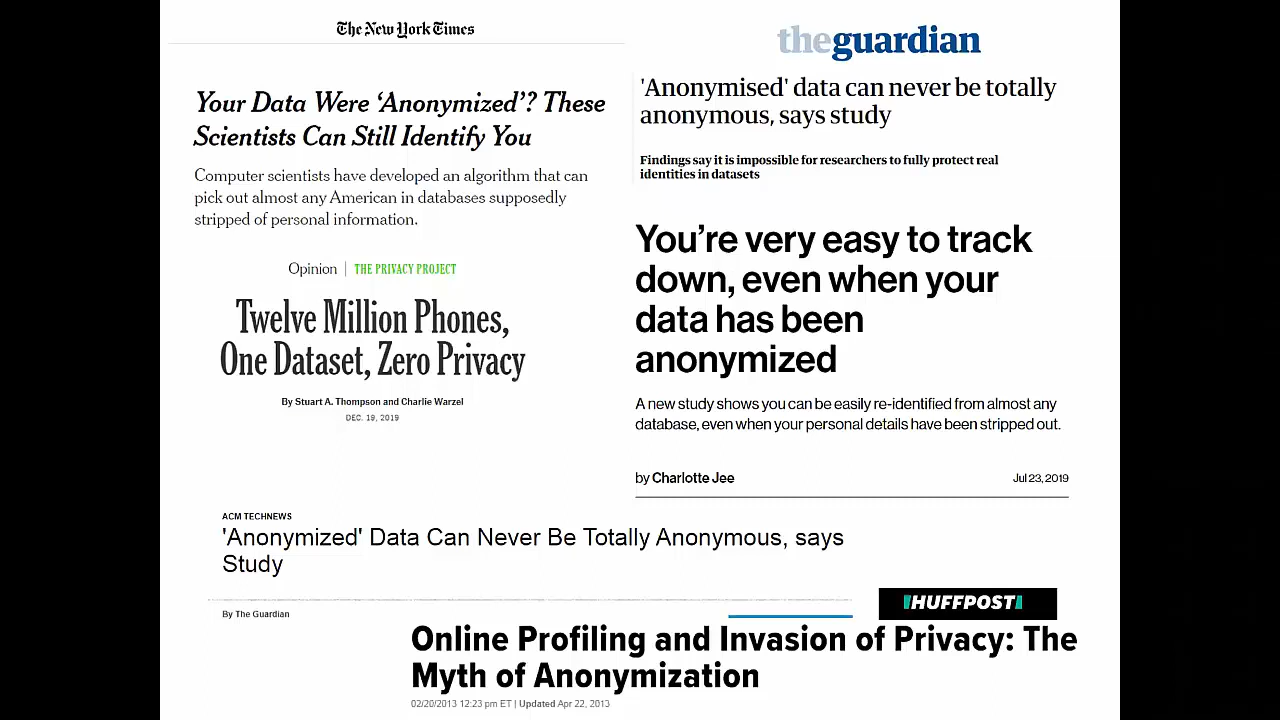 The New York Times
Your Data Were ‘Anonymized’? These
Scientists Can Still Identify You
Computer scientists have developed an algorithm that can
pick out almost any American in databases supposedly
stripped of personal information.
Opinion | THE PRIVACY PROJECT
Twelve Million Phones,
One Dataset, Zero Privacy
By Stuart A. Thompson and Charlie Warzel
DEC. 19, 2019
theguardian
'Anonymised' data can never be totally
anonymous, says study
Findings say it is impossible for researchers to fully protect real
identities in datasets
You’re very easy to track
down, even when your
data has been
anonymized
A new study shows you can be easily re-identified from almost any
database, even when your personal details have been stripped out.
by Charlotte Jee Jul 23, 2019
ACM TECHNEWS
'Anonymized' Data Can Never Be Totally Anonymous, says
Study
By The Guardian
HUFFPOST
Online Profiling and Invasion of Privacy: The
Myth of Anonymization
02/20/2013 12:23 pm ET | Updated Apr 22, 2013